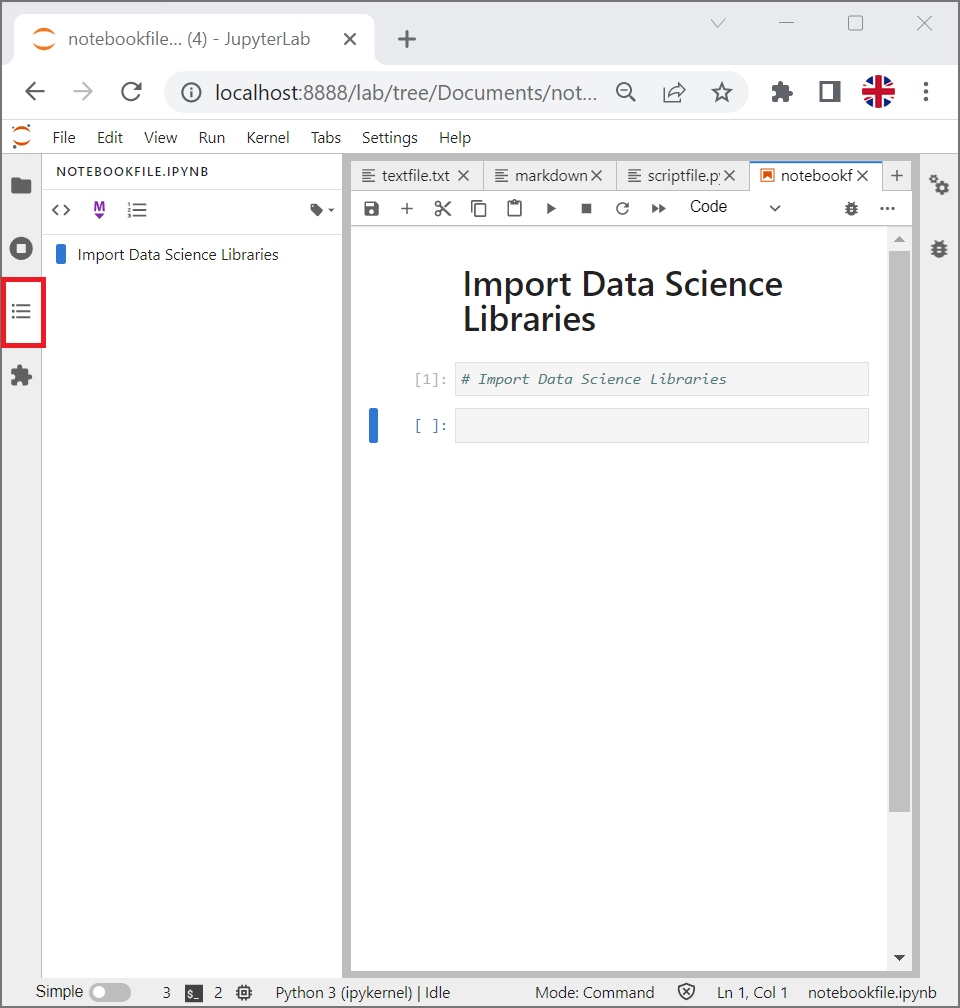 notebookfile... (4) - JupyterLab
localhost:8888/lab/tree/Documents/not...
File Edit View Run Kernel Tabs Settings Help
NOTEBOOKFILE.IPYNB
M
Import Data Science Libraries
textfile.txt markdown scriptfile.py notebookf
Code
Import Data Science
Libraries
[1]: # Import Data Science Libraries
[ ]:
Simple 3 $_ 2 Python 3 (ipykernel) | Idle Mode: Command Ln 1, Col 1 notebookfile.ipynb